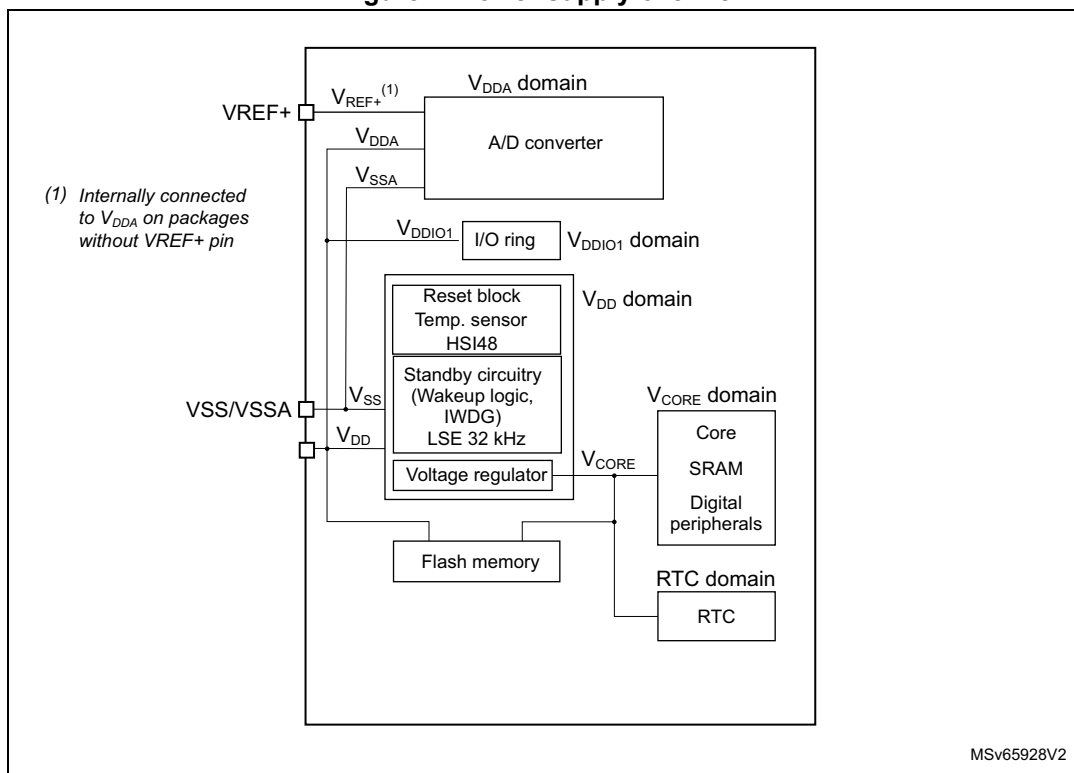 VREF+
VREF+(1)
VDDA domain
A/D converter
VDDA
VSSA
(1) Internally connected
to VDDA on packages
without VREF+ pin
VDDIO1
I/O ring
VDDIO1 domain
Reset block
Temp. sensor
HSI48
VDD domain
Standby circuitry
(Wakeup logic,
IWDG)
LSE 32 kHz
VSS/VSSA
VSS
VDD
Voltage regulator
VCORE
VCORE domain
Core
SRAM
Digital
peripherals
Flash memory
RTC domain
RTC
MSv65928V2